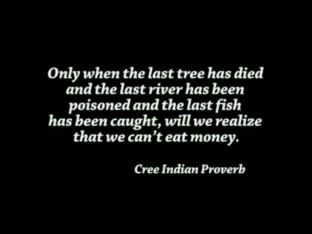 Only when the last tree has died
and the last river has been
poisoned and the last fish
has been caught, will we realize
that we can't eat money.
Cree Indian Proverb